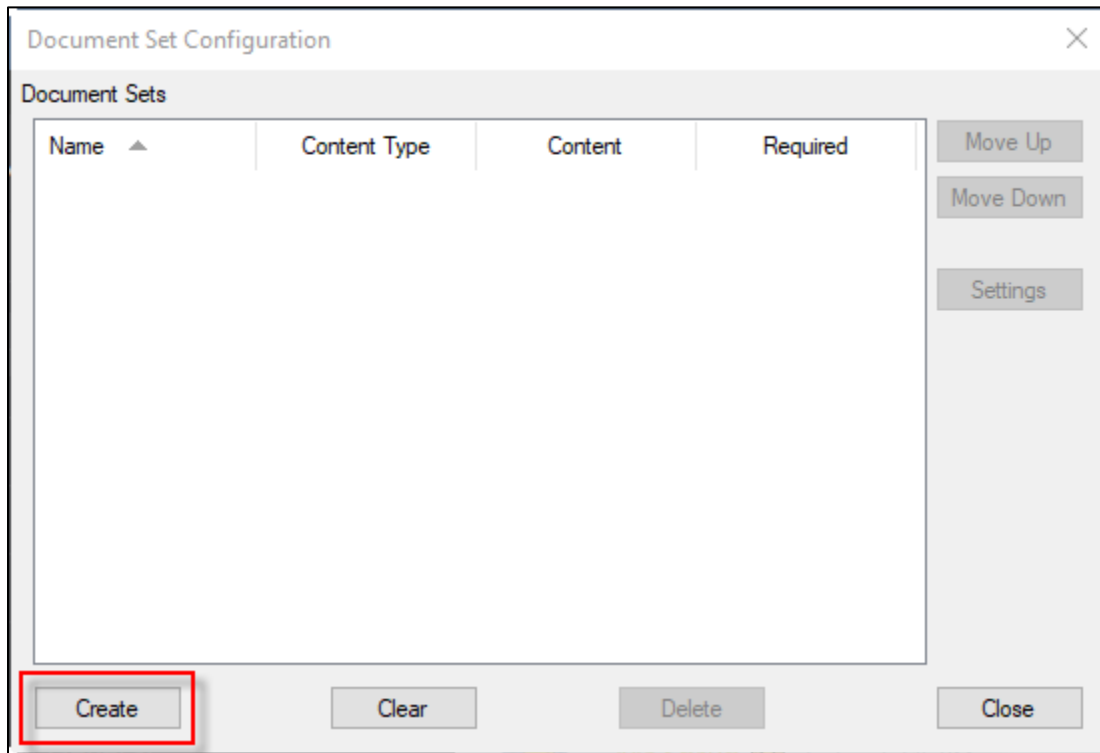 Document Set Configuration
Document Sets
Name Content Type Content Required
Move Up
Move Down
Settings
Create Clear Delete Close